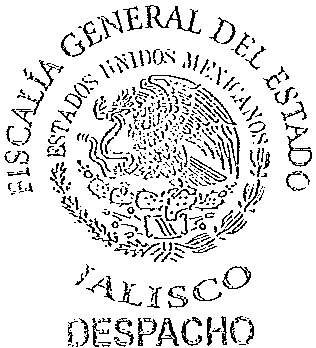 FISCALÍA GENERAL DEL ESTADO
ESTADOS UNIDOS MEXICANOS
JALISCO
DESPACHO